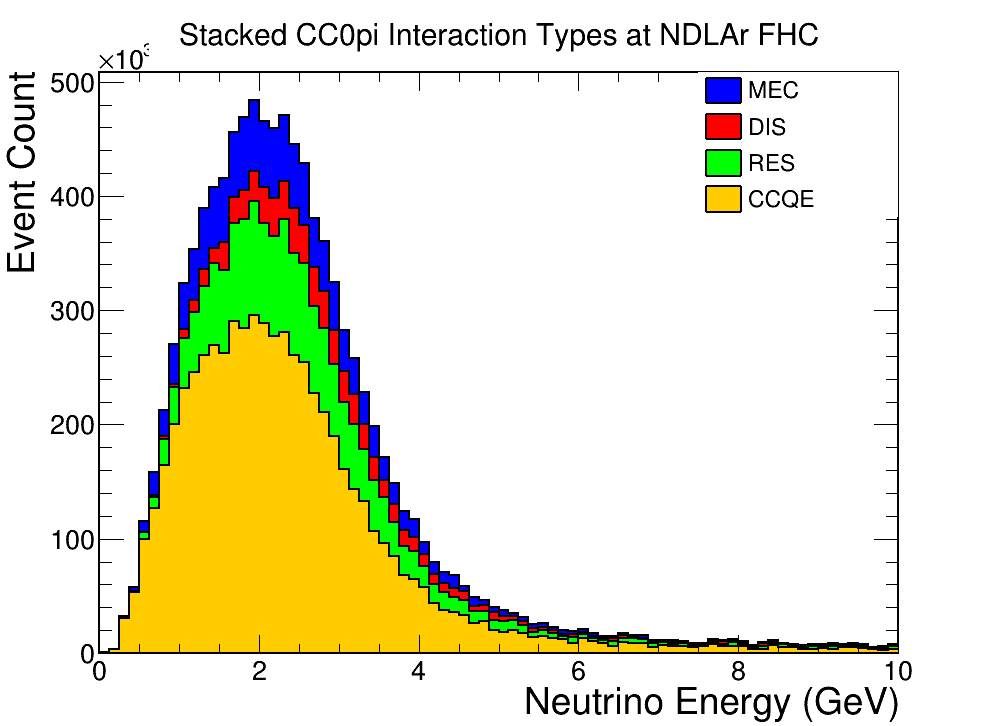 Stacked CC0pi Interaction Types at NDLAr FHC
×10³
Event Count
500
400
300
200
100
0
MEC
DIS
RES
CCQE
0 2 4 6 8 10
Neutrino Energy (GeV)